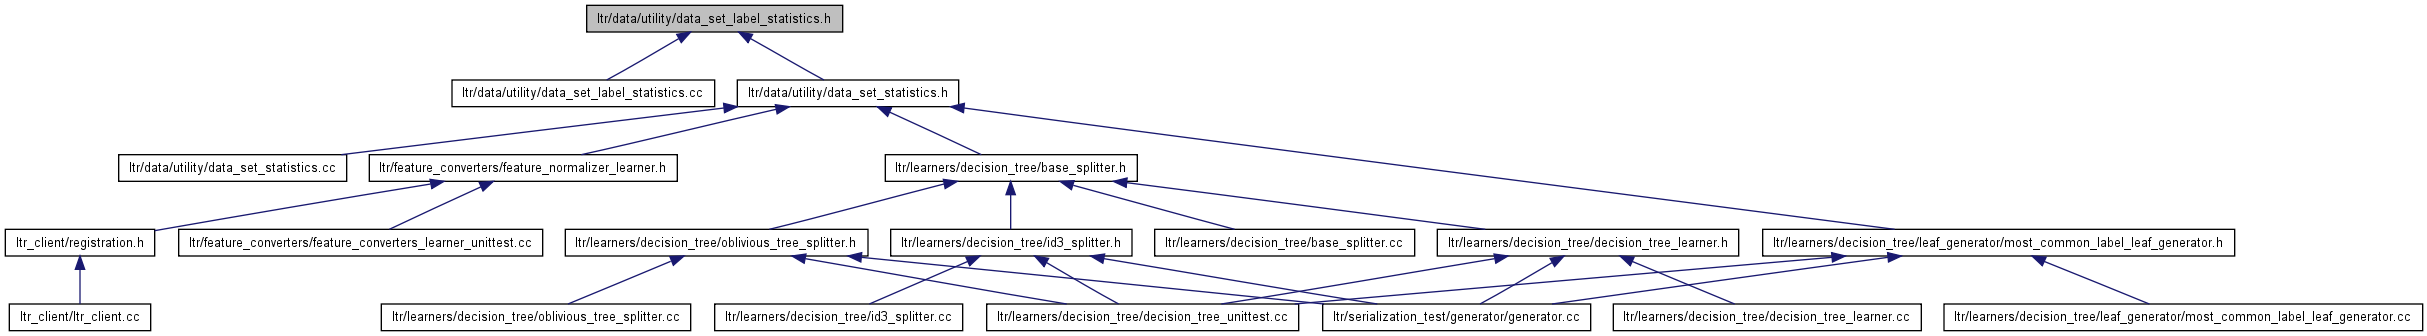 ltr/data/utility/data_set_label_statistics.h
ltr/data/utility/data_set_label_statistics.cc
ltr/data/utility/data_set_statistics.h
ltr/data/utility/data_set_statistics.cc
ltr/feature_converters/feature_normalizer_learner.h
ltr/learners/decision_tree/base_splitter.h
ltr_client/registration.h
ltr/feature_converters/feature_converters_learner_unittest.cc
ltr/learners/decision_tree/oblivious_tree_splitter.h
ltr/learners/decision_tree/id3_splitter.h
ltr/learners/decision_tree/base_splitter.cc
ltr/learners/decision_tree/decision_tree_learner.h
ltr/learners/decision_tree/leaf_generator/most_common_label_leaf_generator.h
ltr_client/ltr_client.cc
ltr/learners/decision_tree/oblivious_tree_splitter.cc
ltr/learners/decision_tree/id3_splitter.cc
ltr/learners/decision_tree/decision_tree_unittest.cc
ltr/serialization_test/generator/generator.cc
ltr/learners/decision_tree/decision_tree_learner.cc
ltr/learners/decision_tree/leaf_generator/most_common_label_leaf_generator.cc